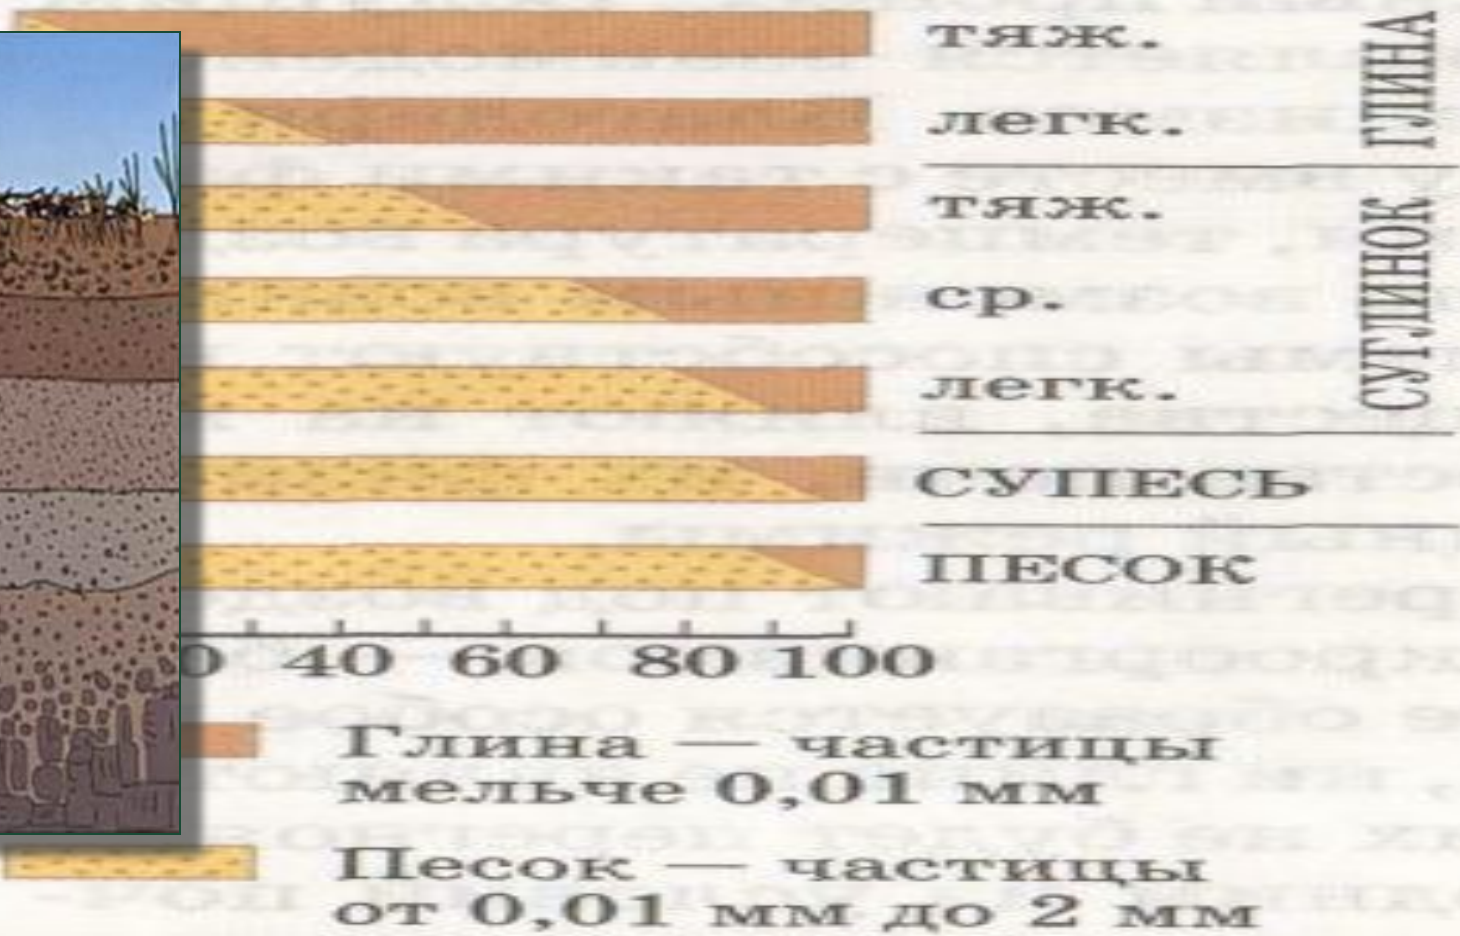 тяж.
легк.
ГЛИНА
тяж.
ср.
легк.
СУГЛИНОК
СУПЕСЬ
ПЕСОК
0 40 60 80 100
Глина — частицы
мельче 0,01 мм
Песок — частицы
от 0,01 мм до 2 мм